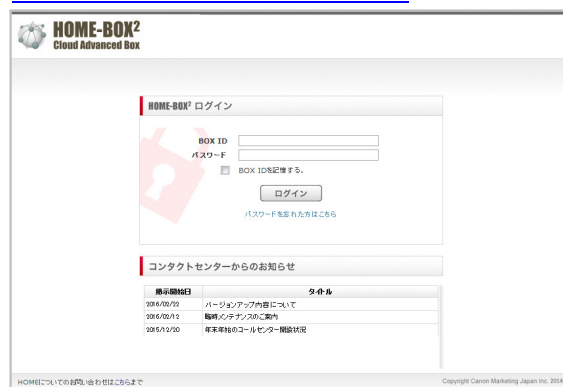 HOME-BOX²
Cloud Advanced Box
HOME-BOX² ログイン
BOX ID
パスワード
BOX IDを記憶する。
ログイン
パスワードを忘れた方はこちら
コンタクトセンターからのお知らせ
掲示開始日 タイトル
2016/02/22 バージョンアップ内容について
2016/02/12 臨時メンテナンスのご案内
2015/12/20 年末年始のコールセンター開設状況
HOMEについてのお問い合わせはこちらまで
Copyright Canon Marketing Japan Inc. 2014